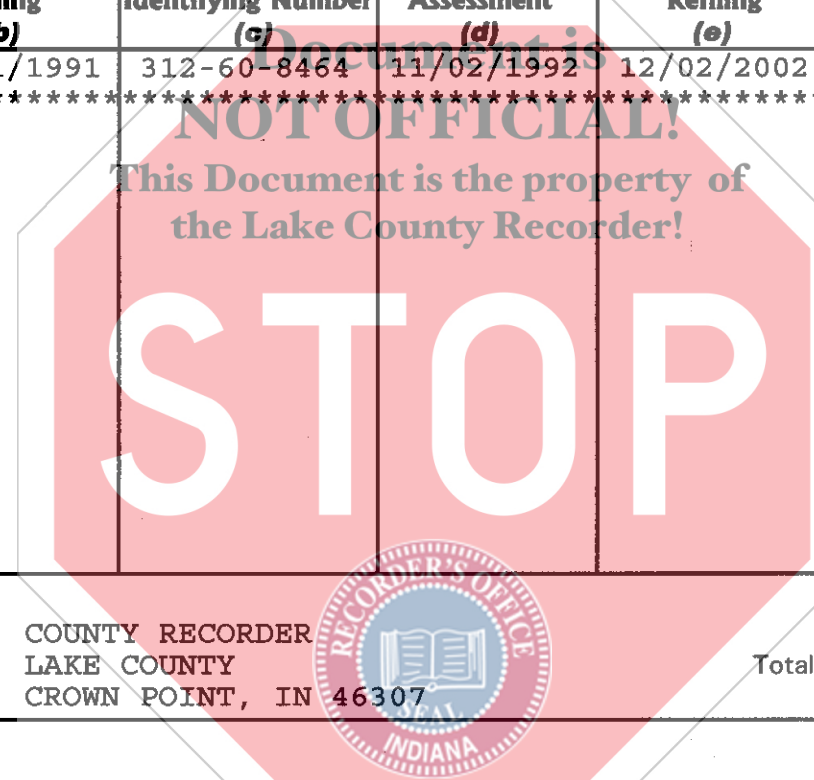 Identifying Number Assessment Refiling
(c) (d) (e)
Document is
/1991 312-60-8464 11/02/1992 12/02/2002
**********************************************
NOT OFFICIAL!
This Document is the property of
the Lake County Recorder!
STOP
RECORDER'S OFFICE
COUNTY RECORDER
LAKE COUNTY
Total
CROWN POINT, IN 46307
SEAL
INDIANA